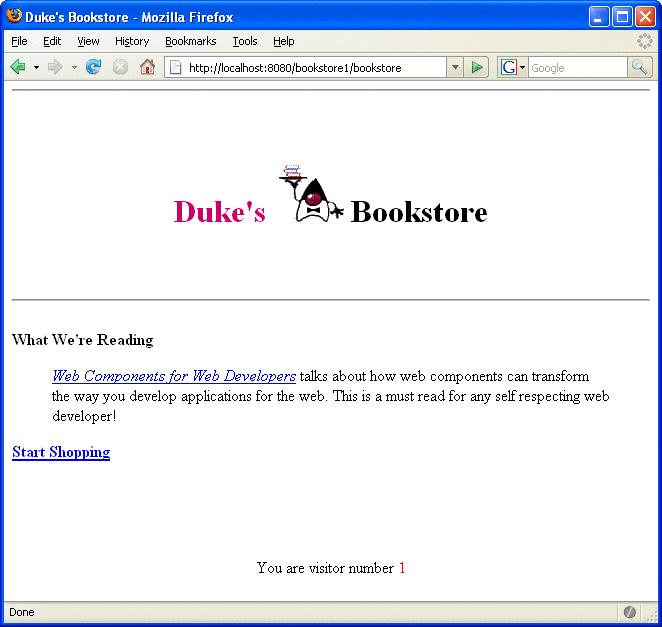 Duke's Bookstore - Mozilla Firefox
File Edit View History Bookmarks Tools Help
http://localhost:8080/bookstore1/bookstore G Google
Duke's Bookstore
What We're Reading
Web Components for Web Developers talks about how web components can transform
the way you develop applications for the web. This is a must read for any self respecting web
developer!
Start Shopping
You are visitor number 1
Done